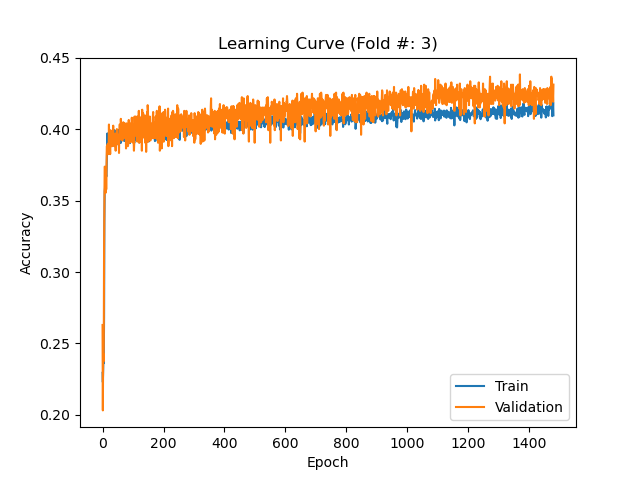 Learning Curve (Fold #: 3)
0.45
0.40
0.35
0.30
0.25
0.20
Accuracy
0 200 400 600 800 1000 1200 1400
Epoch
Train
Validation